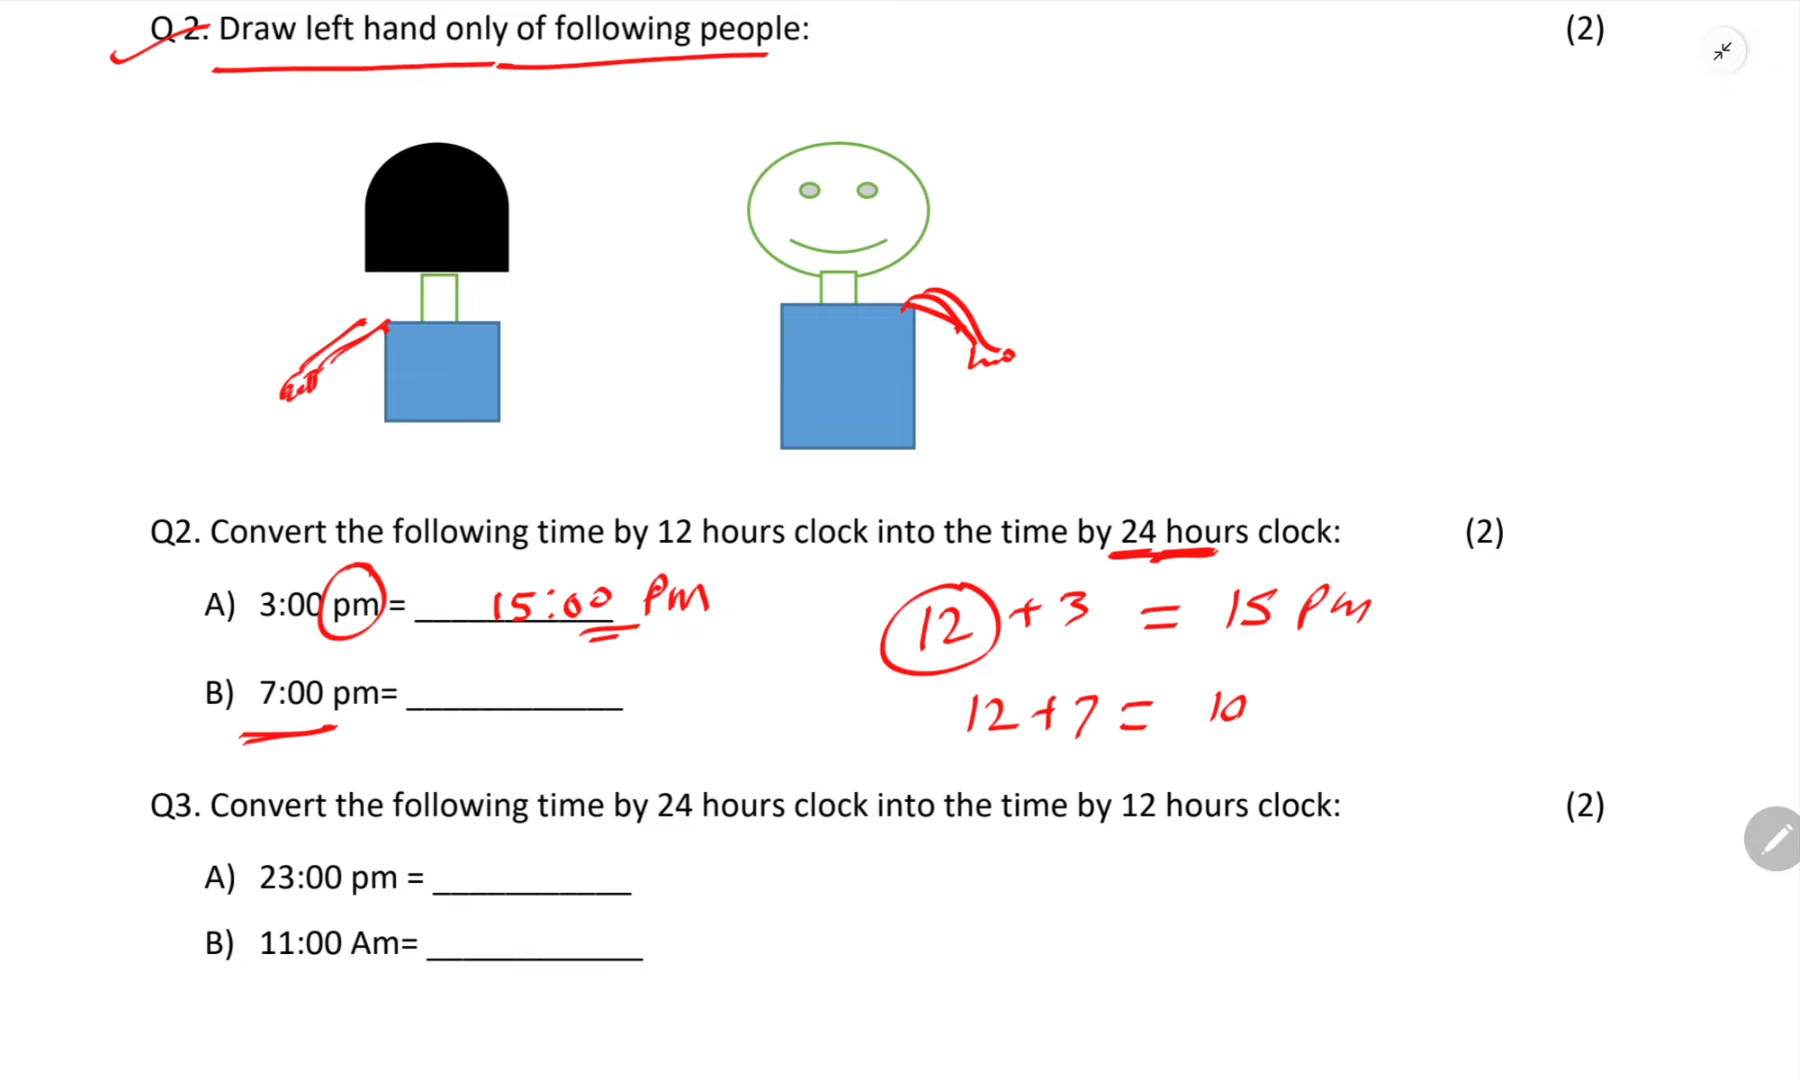 Q 2. Draw left hand only of following people: (2)
Q2. Convert the following time by 12 hours clock into the time by 24 hours clock: (2)
A) 3:00 pm = 15:00 Pm 12 + 3 = 15 Pm
B) 7:00 pm= ____________ 12 + 7 = 10
Q3. Convert the following time by 24 hours clock into the time by 12 hours clock: (2)
A) 23:00 pm = ___________
B) 11:00 Am= ____________